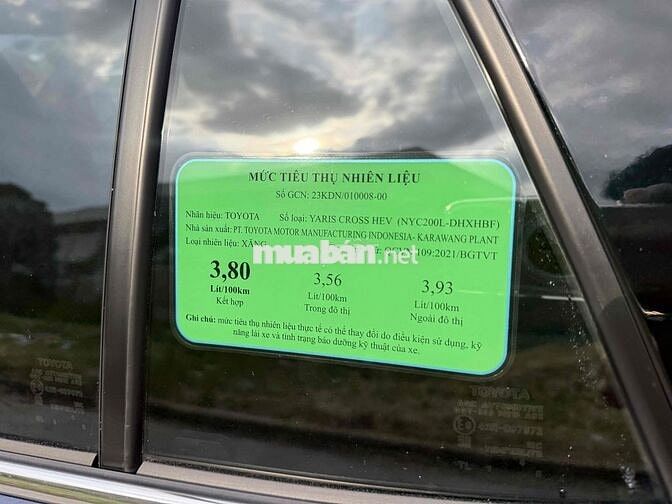 MỨC TIÊU THỤ NHIÊN LIỆU
Số GCN: 23KDN/010008-00
Nhãn hiệu: TOYOTA Số loại: YARIS CROSS HEV (NYC200L-DHXHBF)
Nhà sản xuất: PT. TOYOTA MOTOR MANUFACTURING INDONESIA- KARAWANG PLANT
Loại nhiên liệu: XĂNG 109:2021/BGTVT
muaban.net
3,80 3,56 3,93
Lít/100km Lít/100km Lít/100km
Kết hợp Trong đô thị Ngoài đô thị
Ghi chú: mức tiêu thụ nhiên liệu thực tế có thể thay đổi do điều kiện sử dụng, kỹ
năng lái xe và tình trạng bảo dưỡng kỹ thuật của xe.
TOYOTA
TOYOTA